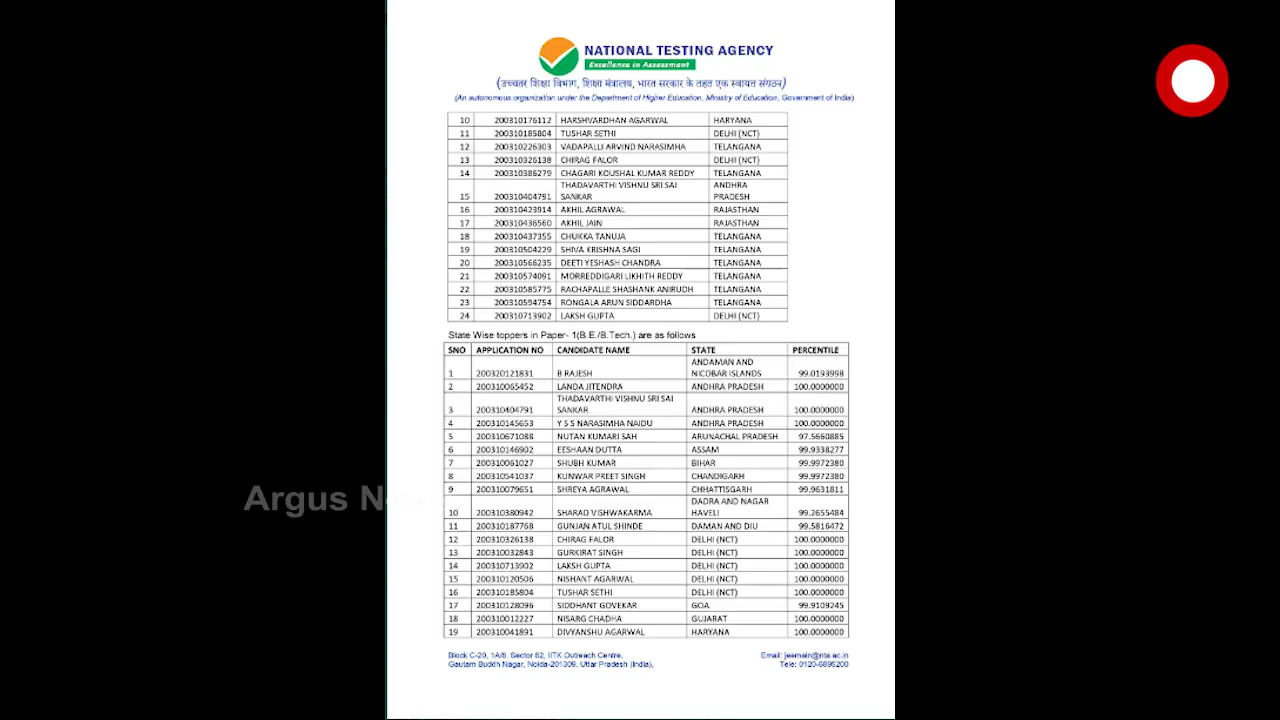 NATIONAL TESTING AGENCY
Excellence in Assessment
(उच्चतर शिक्षा विभाग, शिक्षा मंत्रालय, भारत सरकार के तहत एक स्वायत संगठन)
(An autonomous organization under the Department of Higher Education, Ministry of Education, Government of India)
10 200310176112 HARSHVARDHAN AGARWAL HARYANA
11 200310185804 TUSHAR SETHI DELHI (NCT)
12 200310226303 VADAPALLI ARVIND NARASIMHA TELANGANA
13 200310326138 CHIRAG FALOR DELHI (NCT)
14 200310386279 CHAGARI KOUSHAL KUMAR REDDY TELANGANA
THADAVARTHI VISHNU SRI SAI ANDHRA
15 200310404791 SANKAR PRADESH
16 200310423914 AKHIL AGRAWAL RAJASTHAN
17 200310436560 AKHIL JAIN RAJASTHAN
18 200310437355 CHUKKA TANUJA TELANGANA
19 200310504229 SHIVA KRISHNA SAGI TELANGANA
20 200310566235 DEETI YESHASH CHANDRA TELANGANA
21 200310574091 MORREDDIGARI LIKHITH REDDY TELANGANA
22 200310585775 RACHAPALLE SHASHANK ANIRUDH TELANGANA
23 200310594754 RONGALA ARUN SIDDARDHA TELANGANA
24 200310713902 LAKSH GUPTA DELHI (NCT)
State Wise toppers in Paper- 1(B.E./B.Tech.) are as follows
SNO APPLICATION NO CANDIDATE NAME STATE PERCENTILE
ANDAMAN AND
1 200320121831 B RAJESH NICOBAR ISLANDS 99.0193998
2 200310065452 LANDA JITENDRA ANDHRA PRADESH 100.0000000
THADAVARTHI VISHNU SRI SAI
3 200310404791 SANKAR ANDHRA PRADESH 100.0000000
4 200310145653 Y S S NARASIMHA NAIDU ANDHRA PRADESH 100.0000000
5 200310671088 NUTAN KUMARI SAH ARUNACHAL PRADESH 97.5660885
6 200310146902 EESHAAN DUTTA ASSAM 99.9338277
7 200310061027 SHUBH KUMAR BIHAR 99.9972380
8 200310541037 KUNWAR PREET SINGH CHANDIGARH 99.9972380
9 200310079651 SHREYA AGRAWAL CHHATTISGARH 99.9631811
DADRA AND NAGAR
10 200310380942 SHARAD VISHWAKARMA HAVELI 99.2655484
11 200310187768 GUNJAN ATUL SHINDE DAMAN AND DIU 99.5816472
12 200310326138 CHIRAG FALOR DELHI (NCT) 100.0000000
13 200310032843 GURKIRAT SINGH DELHI (NCT) 100.0000000
14 200310713902 LAKSH GUPTA DELHI (NCT) 100.0000000
15 200310120506 NISHANT AGARWAL DELHI (NCT) 100.0000000
16 200310185804 TUSHAR SETHI DELHI (NCT) 100.0000000
17 200310128096 SIDDHANT GOVEKAR GOA 99.9109245
18 200310012227 NISARG CHADHA GUJARAT 100.0000000
19 200310041891 DIVYANSHU AGARWAL HARYANA 100.0000000
Block C-20, 1A/8, Sector 62, IITK Outreach Centre,
Gautam Buddh Nagar, Noida-201309, Uttar Pradesh (India),
Email: jeemain@nta.ac.in
Tele: 0120-6895200
Argus